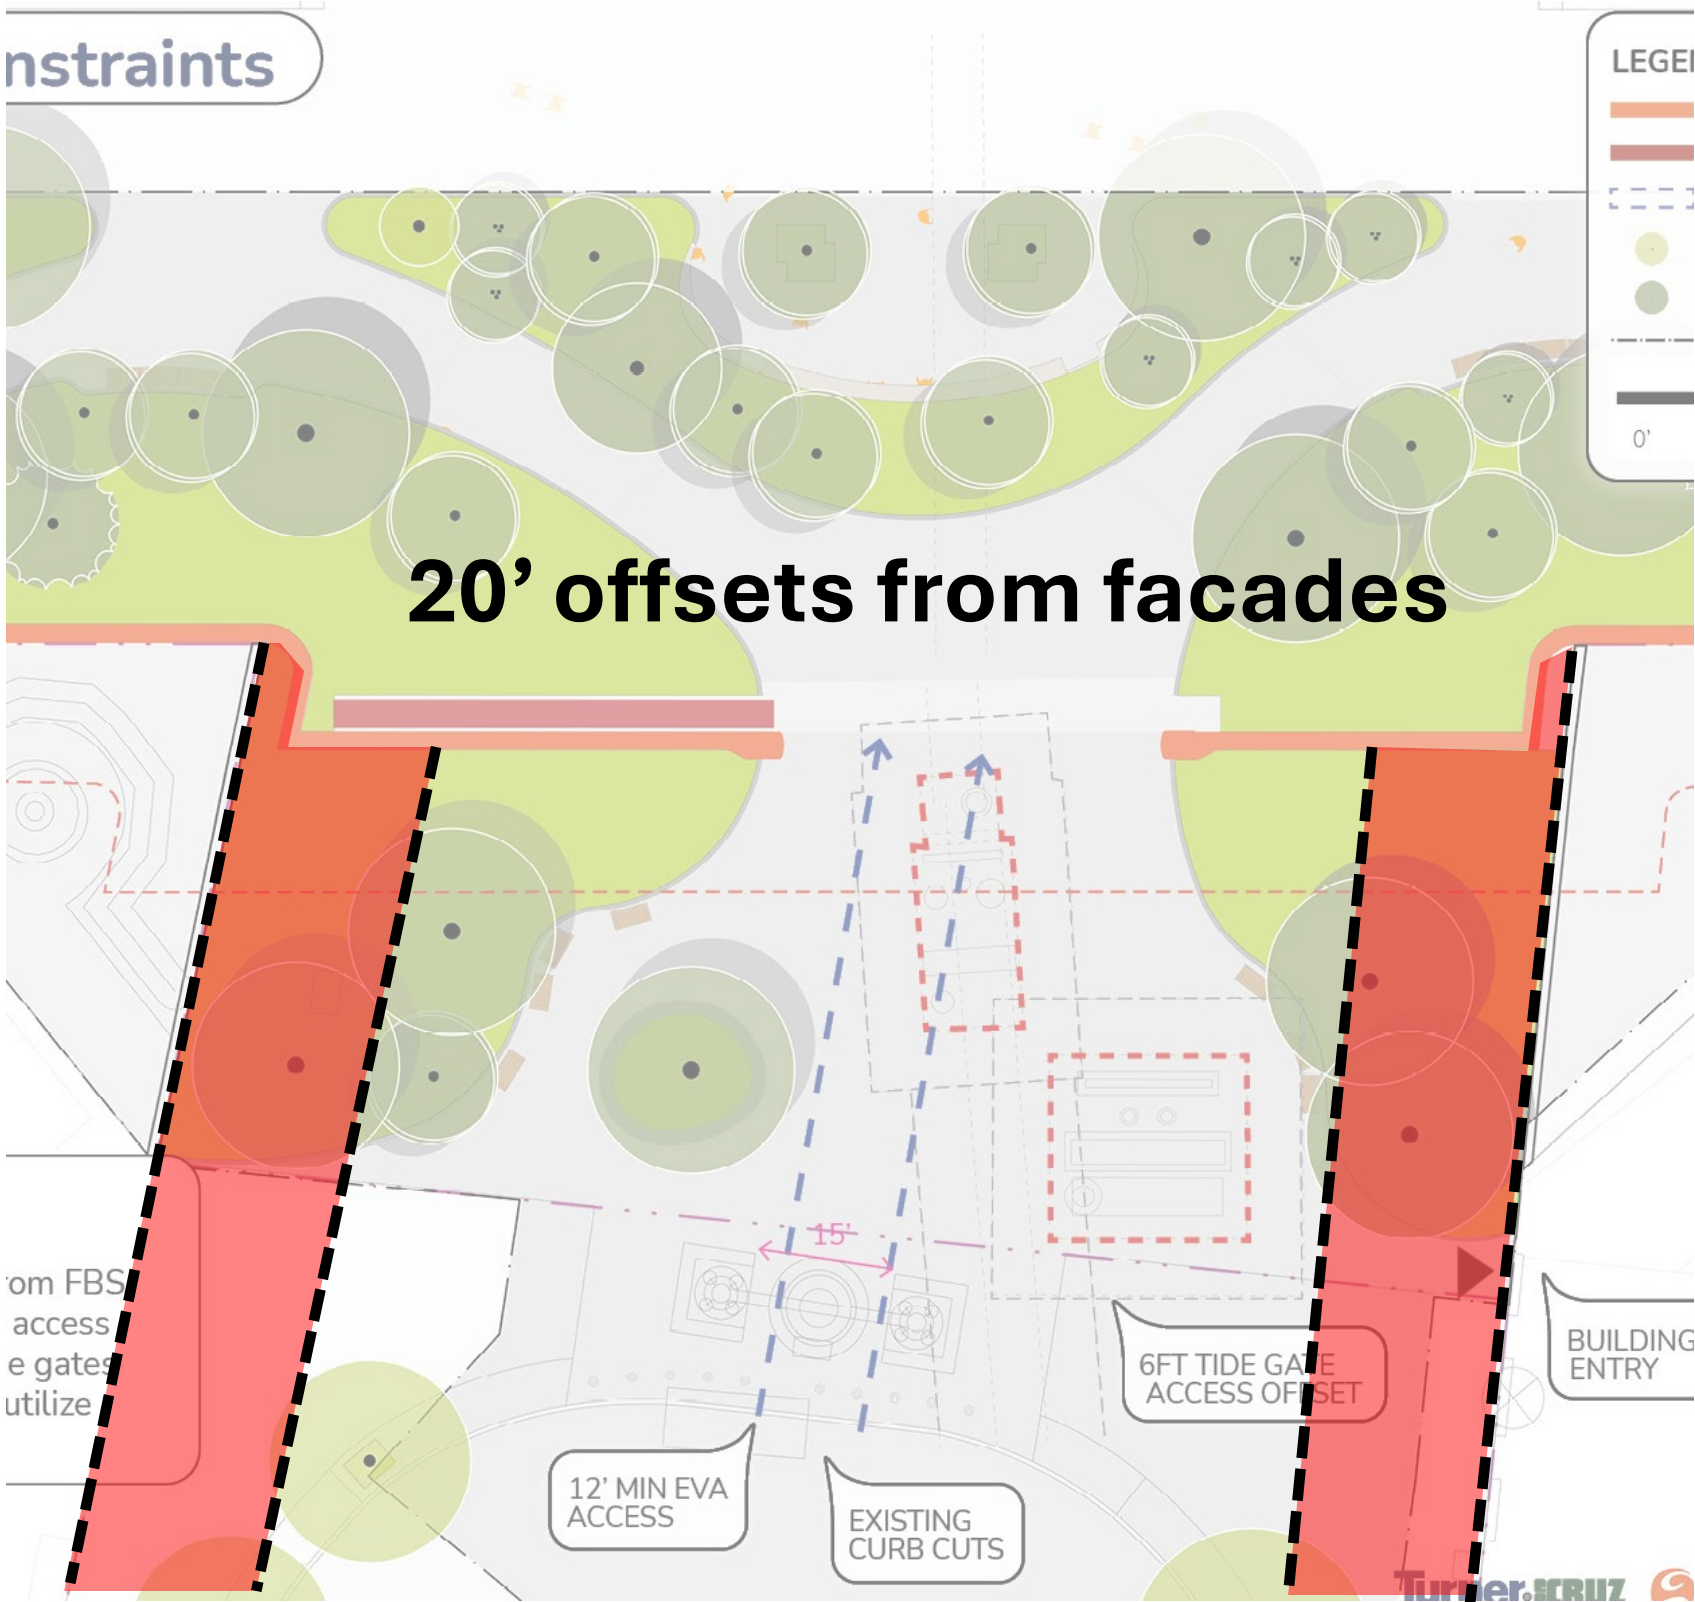 nstraints
LEGE
0'
20’ offsets from facades
15'
om FBS
access
e gates
utilize
6FT TIDE GATE
ACCESS OFFSET
BUILDING
ENTRY
12' MIN EVA
ACCESS
EXISTING
CURB CUTS